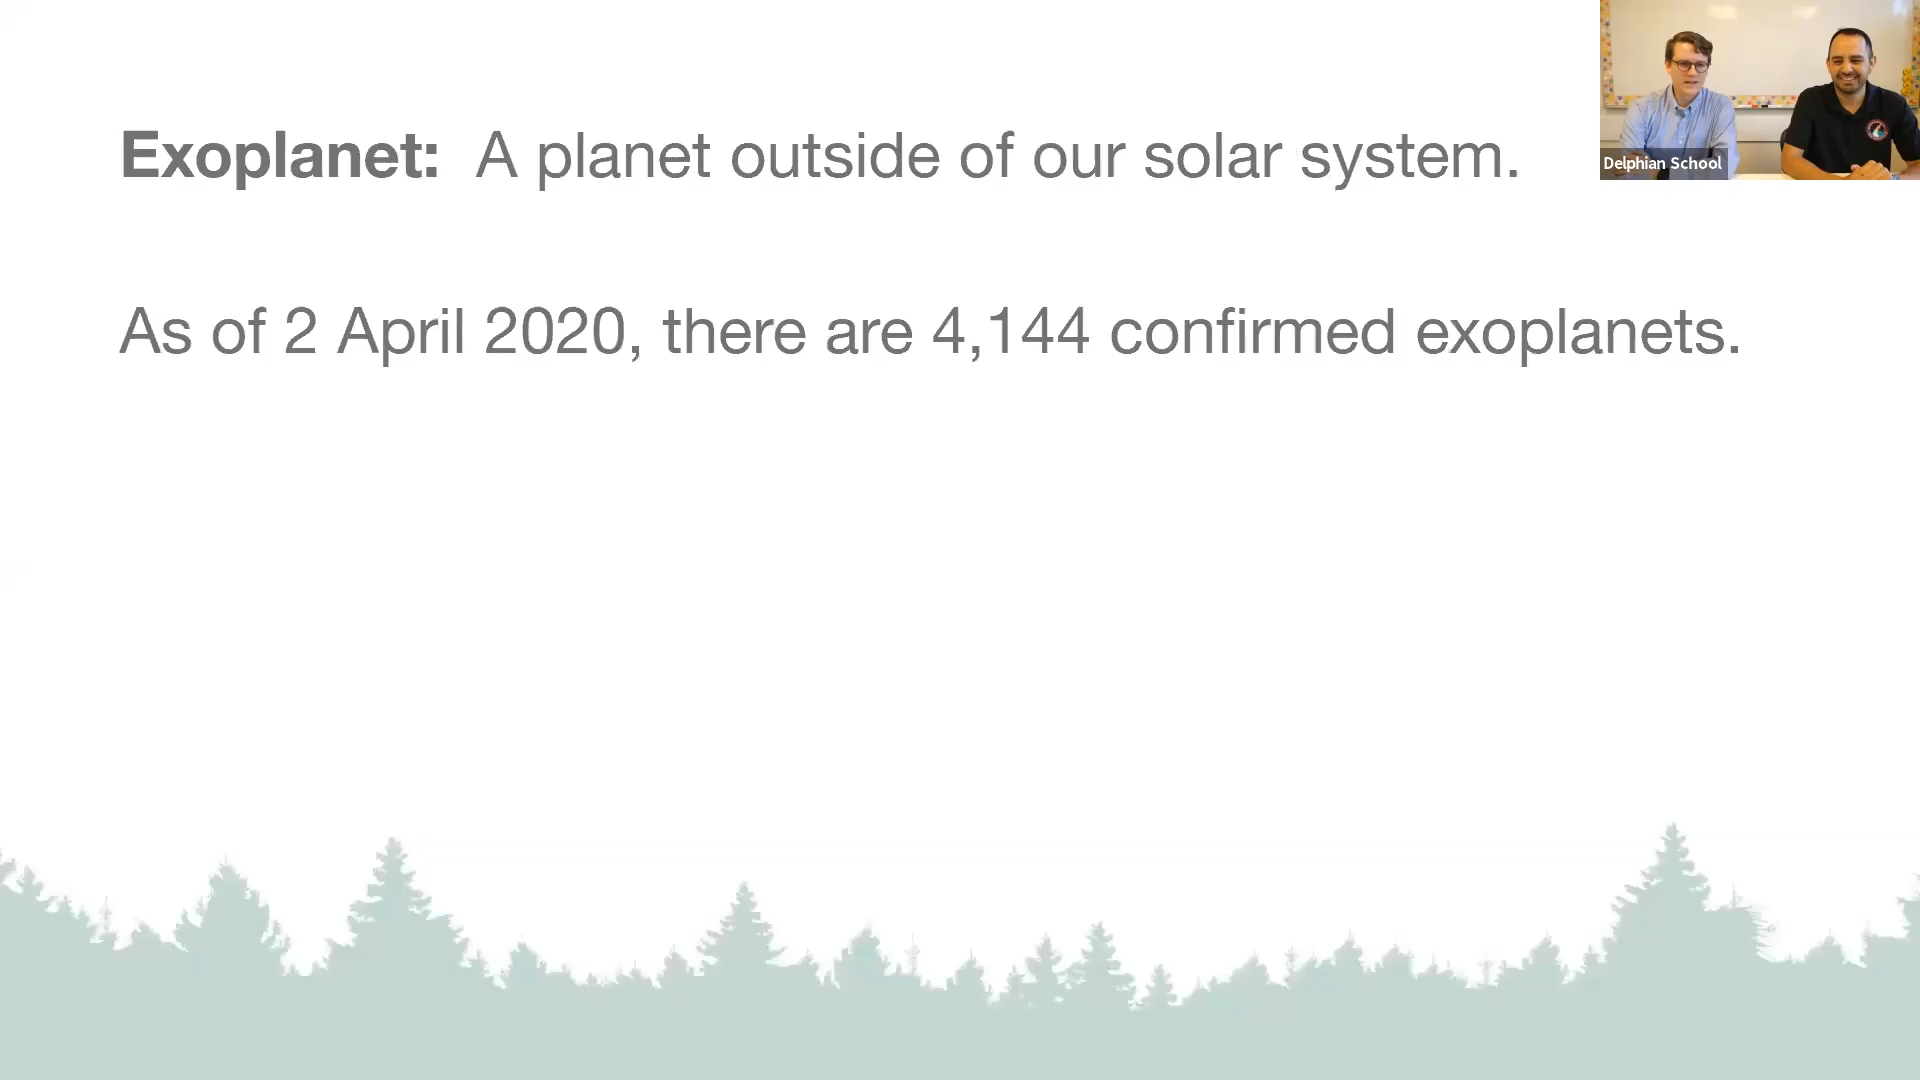 Exoplanet: A planet outside of our solar system.
Delphian School
As of 2 April 2020, there are 4,144 confirmed exoplanets.